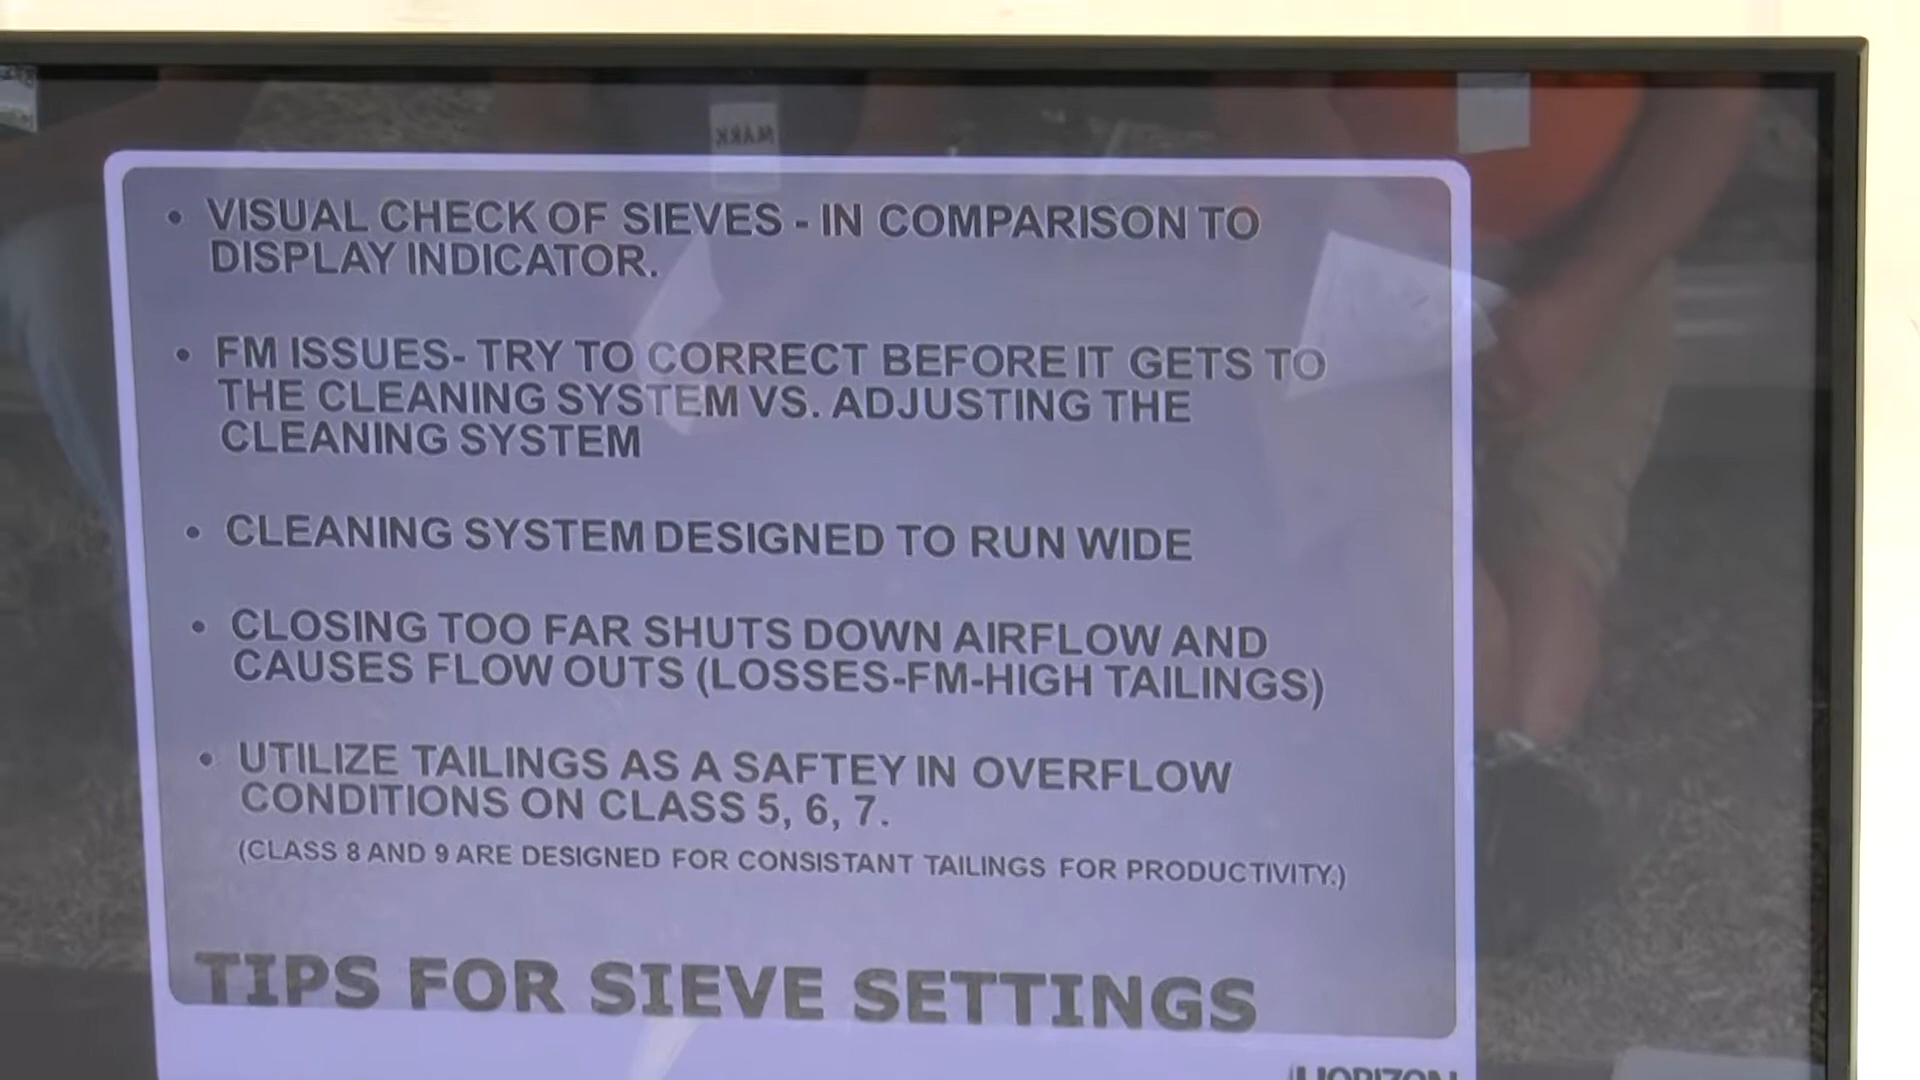 MARK
• VISUAL CHECK OF SIEVES - IN COMPARISON TO
DISPLAY INDICATOR.
• FM ISSUES- TRY TO CORRECT BEFORE IT GETS TO
THE CLEANING SYSTEM VS. ADJUSTING THE
CLEANING SYSTEM
• CLEANING SYSTEM DESIGNED TO RUN WIDE
• CLOSING TOO FAR SHUTS DOWN AIRFLOW AND
CAUSES FLOW OUTS (LOSSES-FM-HIGH TAILINGS)
• UTILIZE TAILINGS AS A SAFTEY IN OVERFLOW
CONDITIONS ON CLASS 5, 6, 7.
(CLASS 8 AND 9 ARE DESIGNED FOR CONSISTANT TAILINGS FOR PRODUCTIVITY.)
TIPS FOR SIEVE SETTINGS
HORIZON